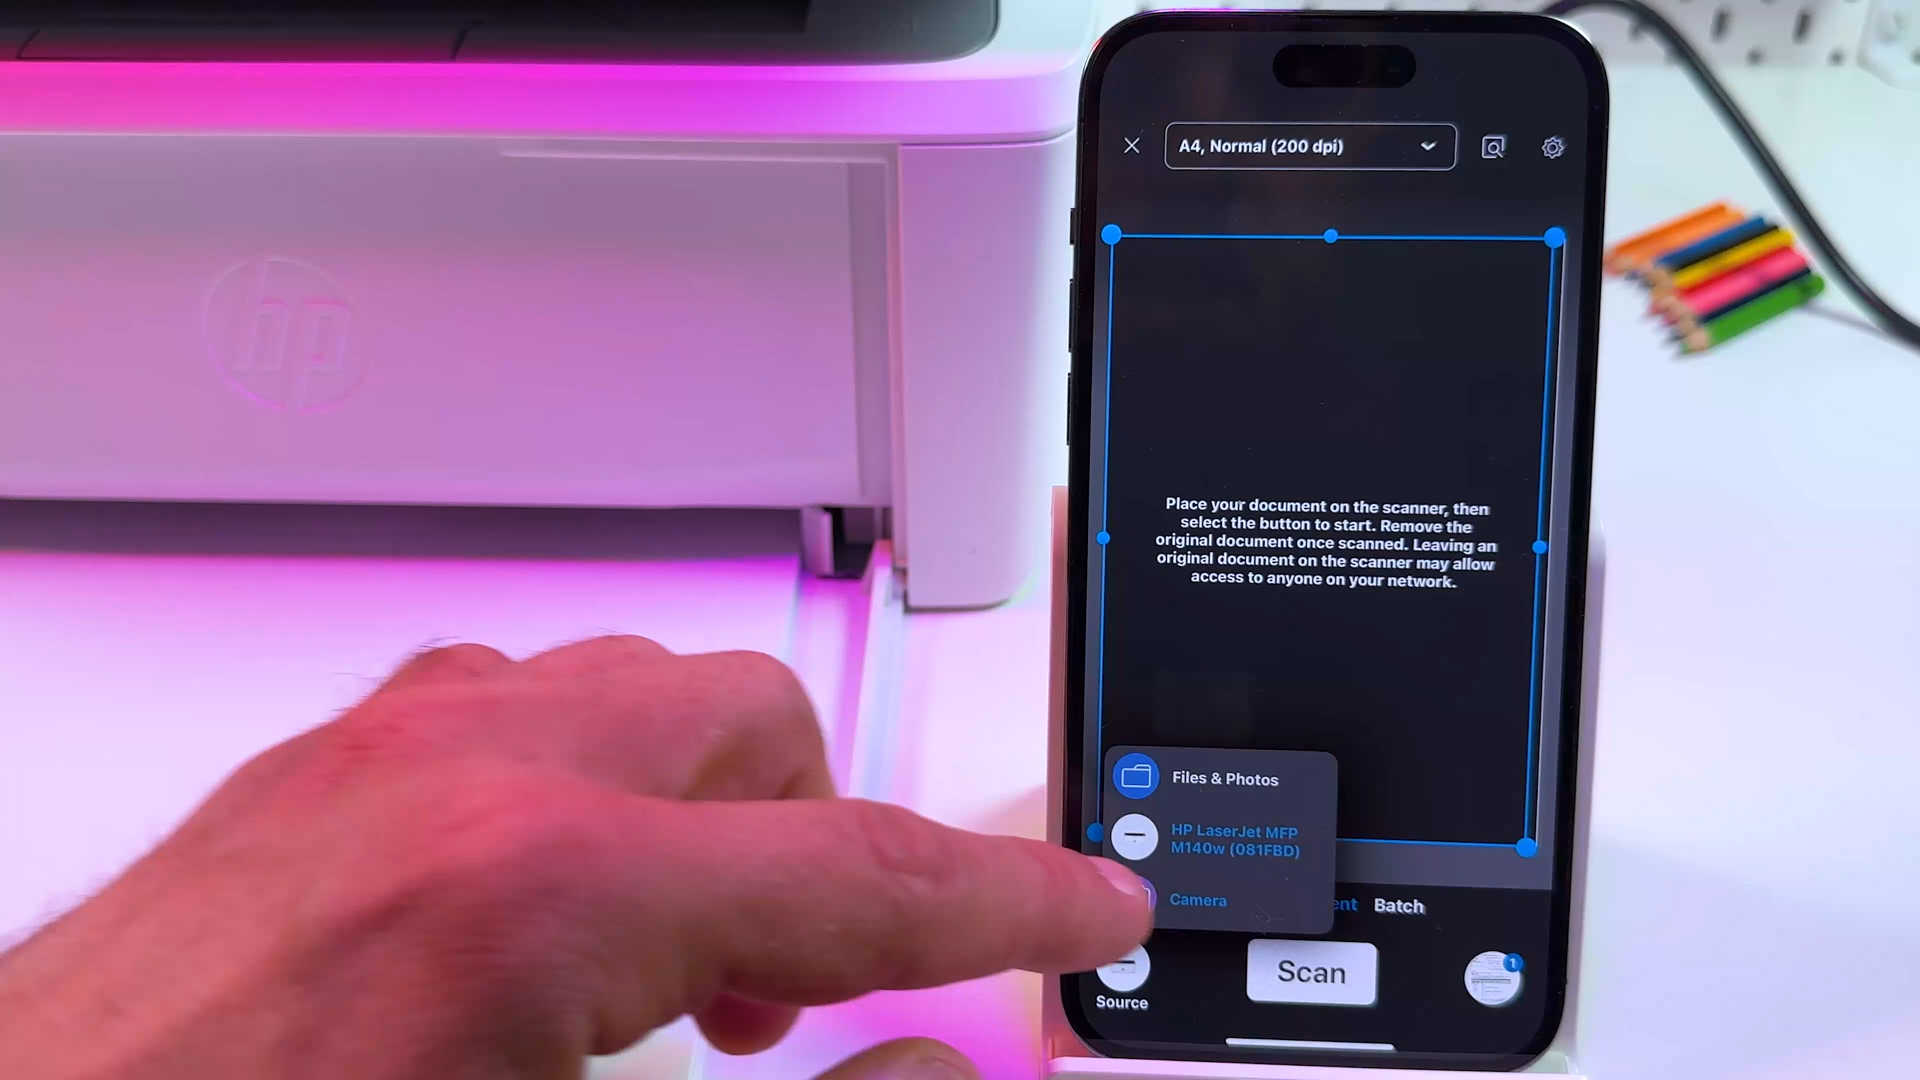 hp
A4, Normal (200 dpi)
Place your document on the scanner, then
select the button to start. Remove the
original document once scanned. Leaving an
original document on the scanner may allow
access to anyone on your network.
Files & Photos
HP LaserJet MFP
M140w (081FBD)
Camera
ent Batch
Source
Scan
1